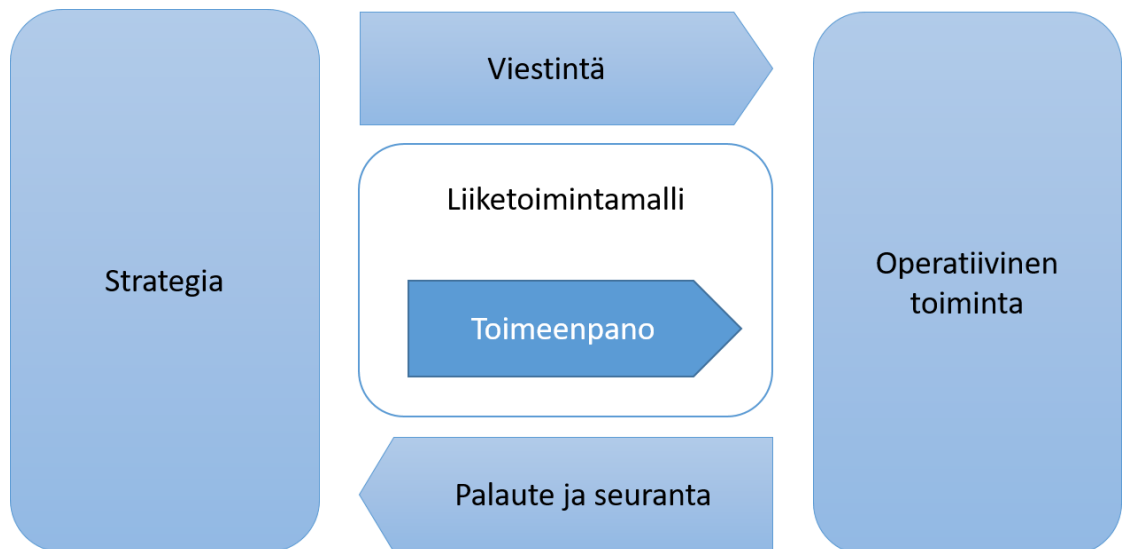 Viestintä
Liiketoimintamalli
Strategia
Toimeenpano
Operatiivinen
toiminta
Palaute ja seuranta